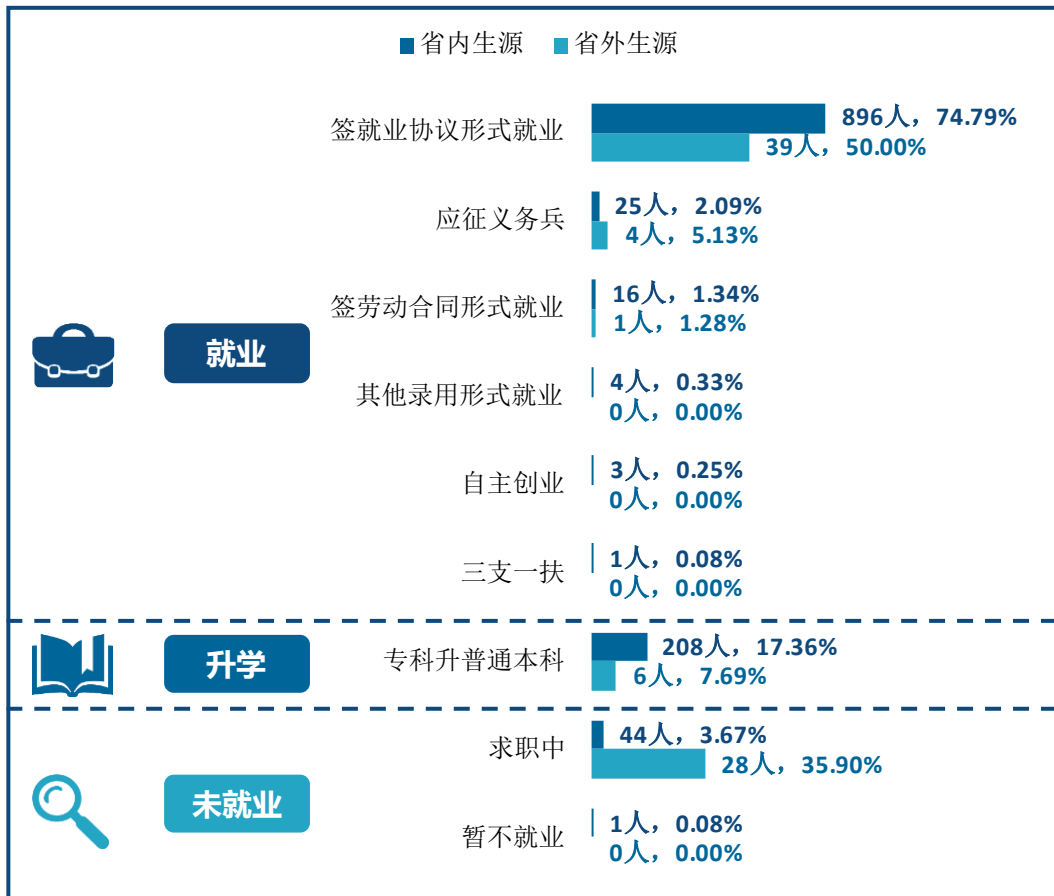 省内生源 省外生源
签就业协议形式就业
896人，74.79%
39人，50.00%
应征义务兵
25人，2.09%
4人，5.13%
签劳动合同形式就业
16人，1.34%
1人，1.28%
就业
其他录用形式就业
4人，0.33%
0人，0.00%
自主创业
3人，0.25%
0人，0.00%
三支一扶
1人，0.08%
0人，0.00%
升学
专科升普通本科
208人，17.36%
6人，7.69%
求职中
44人，3.67%
28人，35.90%
未就业
暂不就业
1人，0.08%
0人，0.00%